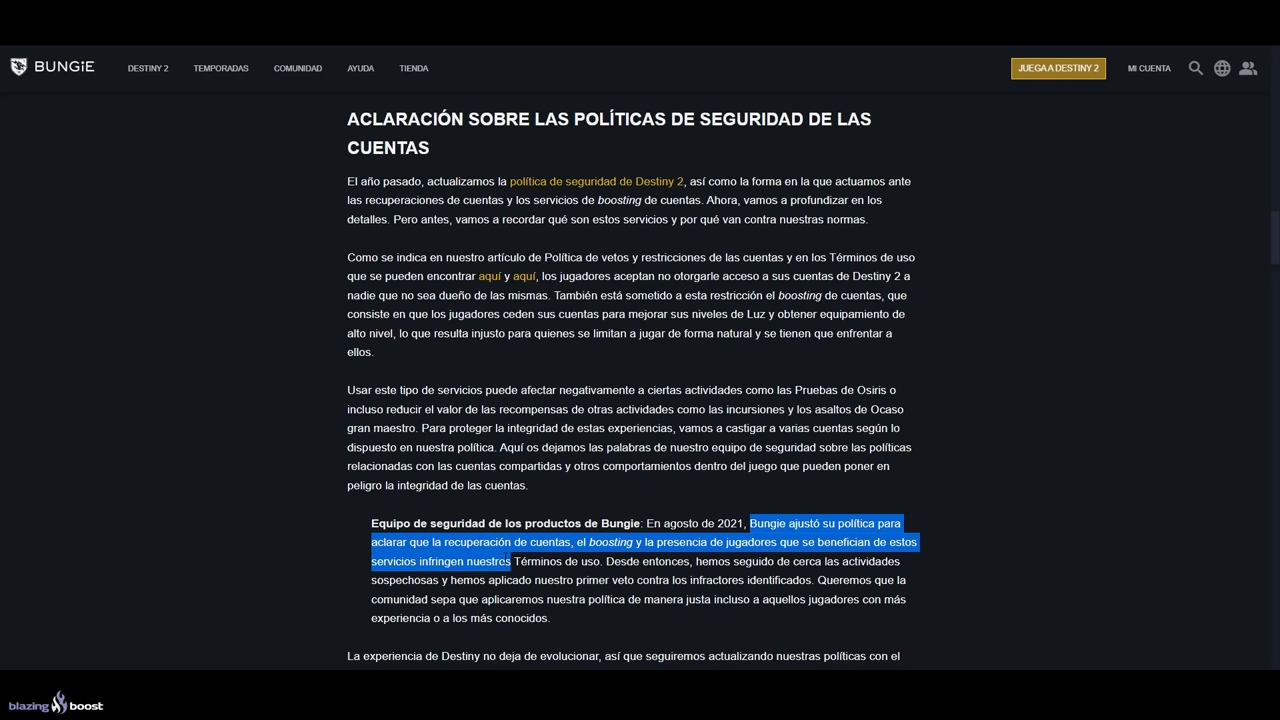 BUNGiE
DESTINY 2
TEMPORADAS
COMUNIDAD
AYUDA
TIENDA
JUEGA A DESTINY 2
MI CUENTA
ACLARACIÓN SOBRE LAS POLÍTICAS DE SEGURIDAD DE LAS
CUENTAS
El año pasado, actualizamos la política de seguridad de Destiny 2, así como la forma en la que actuamos ante
las recuperaciones de cuentas y los servicios de boosting de cuentas. Ahora, vamos a profundizar en los
detalles. Pero antes, vamos a recordar qué son estos servicios y por qué van contra nuestras normas.
Como se indica en nuestro artículo de Política de vetos y restricciones de las cuentas y en los Términos de uso
que se pueden encontrar aquí y aquí, los jugadores aceptan no otorgarle acceso a sus cuentas de Destiny 2 a
nadie que no sea dueño de las mismas. También está sometido a esta restricción el boosting de cuentas, que
consiste en que los jugadores ceden sus cuentas para mejorar sus niveles de Luz y obtener equipamiento de
alto nivel, lo que resulta injusto para quienes se limitan a jugar de forma natural y se tienen que enfrentar a
ellos.
Usar este tipo de servicios puede afectar negativamente a ciertas actividades como las Pruebas de Osiris o
incluso reducir el valor de las recompensas de otras actividades como las incursiones y los asaltos de Ocaso
gran maestro. Para proteger la integridad de estas experiencias, vamos a castigar a varias cuentas según lo
dispuesto en nuestra política. Aquí os dejamos las palabras de nuestro equipo de seguridad sobre las políticas
relacionadas con las cuentas compartidas y otros comportamientos dentro del juego que pueden poner en
peligro la integridad de las cuentas.
Equipo de seguridad de los productos de Bungie: En agosto de 2021, Bungie ajustó su política para
aclarar que la recuperación de cuentas, el boosting y la presencia de jugadores que se benefician de estos
servicios infringen nuestros Términos de uso. Desde entonces, hemos seguido de cerca las actividades
sospechosas y hemos aplicado nuestro primer veto contra los infractores identificados. Queremos que la
comunidad sepa que aplicaremos nuestra política de manera justa incluso a aquellos jugadores con más
experiencia o a los más conocidos.
La experiencia de Destiny no deja de evolucionar, así que seguiremos actualizando nuestras políticas con el
blazing boost